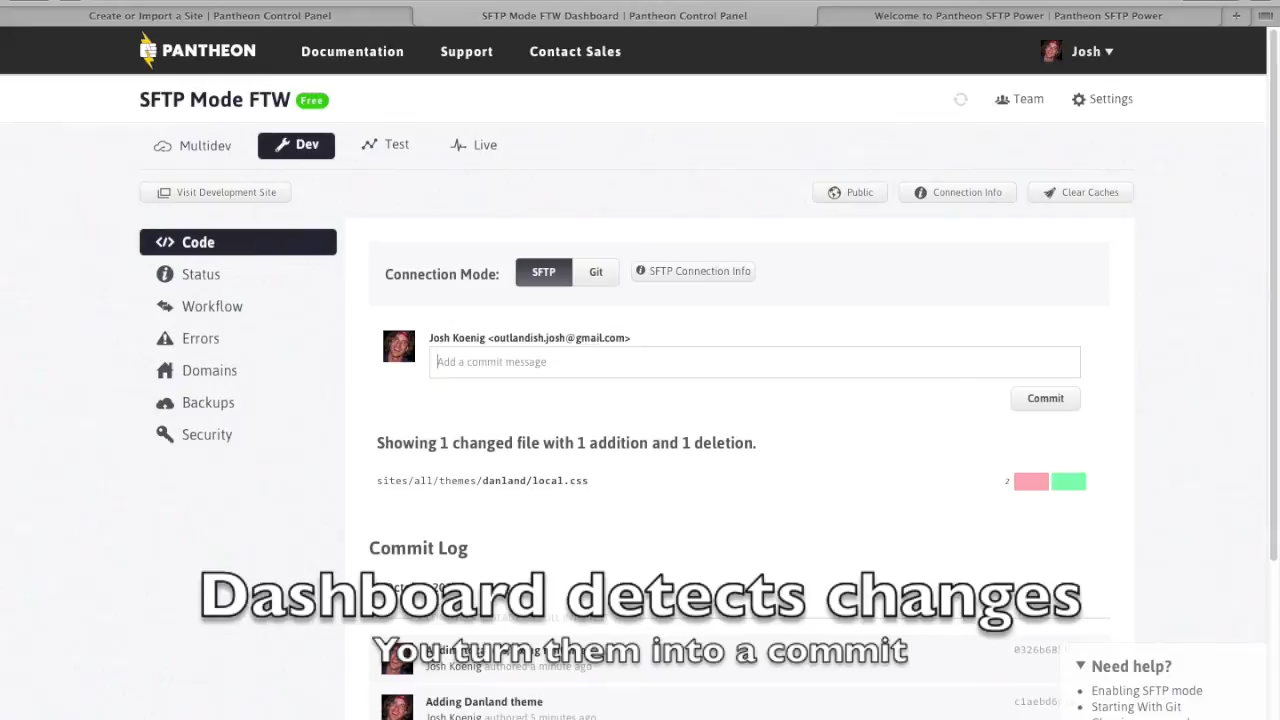 Create or Import a Site | Pantheon Control Panel
SFTP Mode FTW Dashboard | Pantheon Control Panel
Welcome to Pantheon SFTP Power | Pantheon SFTP Power
PANTHEON
Documentation
Support
Contact Sales
Josh
SFTP Mode FTW
Free
Team
Settings
Multidev
Dev
Test
Live
Visit Development Site
Public
Connection Info
Clear Caches
Code
Status
Workflow
Errors
Domains
Backups
Security
Connection Mode:
SFTP
Git
SFTP Connection Info
Josh Koenig <outlandish.josh@gmail.com>
Add a commit message
Commit
Showing 1 changed file with 1 addition and 1 deletion.
sites/all/themes/danland/local.css
2
Commit Log
Dashboard detects changes
You turn them into a commit
Josh Koenig authored a minute ago
Adding Danland theme
Josh Koenig authored 5 minutes ago
Need help?
Enabling SFTP mode
Starting With Git